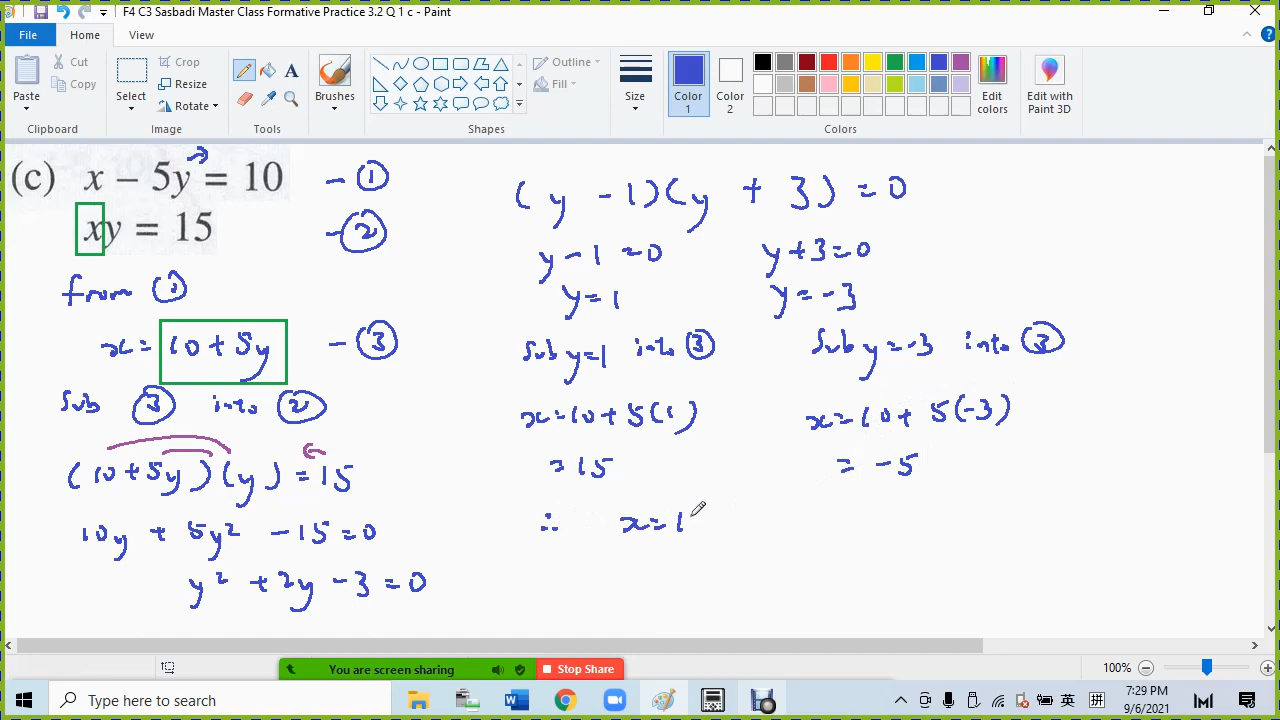 F4 C3 Sasbadi Master Class Formative Practice 3.2 Q 1 c - Paint
File Home View
Paste Cut Copy Clipboard
Select Crop Resize Rotate Image
Tools
Brushes
Outline Fill Shapes
Size
Color 1 Color 2 Edit colors Colors
Edit with Paint 3D
(c) x − 5y = 10 - ①
xy = 15 - ②
from ①
x = 10 + 5y - ③
Sub ③ into ②
(10 + 5y)(y) = 15
10y + 5y² - 15 = 0
y² + 2y - 3 = 0
(y - 1)(y + 3) = 0
y - 1 = 0 y + 3 = 0
y = 1 y = -3
Sub y = 1 into ③ Sub y = -3 into ③
x = 10 + 5(1) x = 10 + 5(-3)
= 15 = -5
∴ x = 1
100%
You are screen sharing Stop Share
Type here to search
英 拼
7:29 PM
9/6/2021